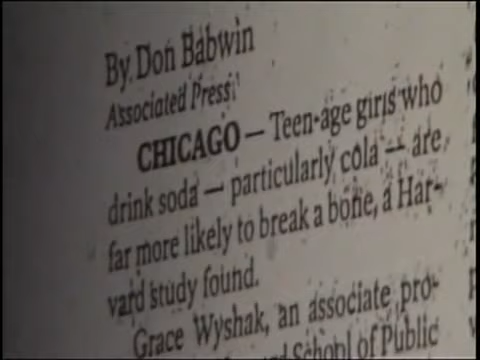 By Don Babwin
Associated Press
CHICAGO — Teen-age girls who
drink soda — particularly cola — are
far more likely to break a bone, a Har-
vard study found.
Grace Wyshak, an associate pro-
School of Public